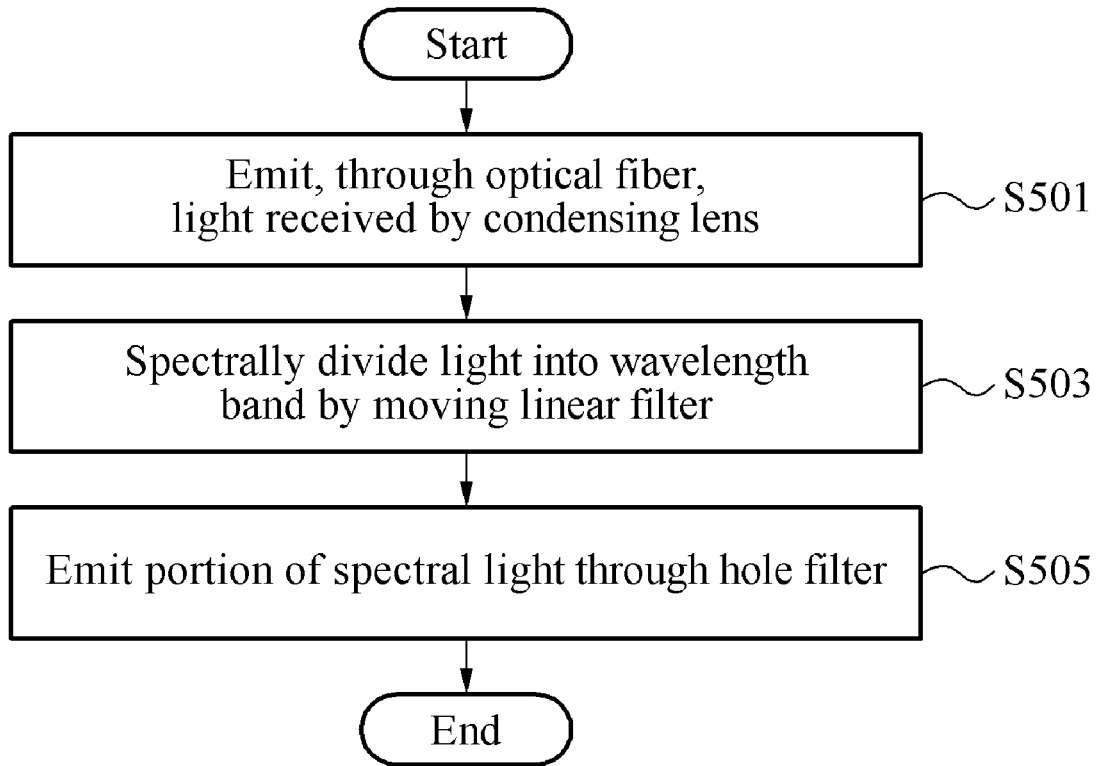 Start
Emit, through optical fiber,
light received by condensing lens
S501
Spectrally divide light into wavelength
band by moving linear filter
S503
Emit portion of spectral light through hole filter
S505
End